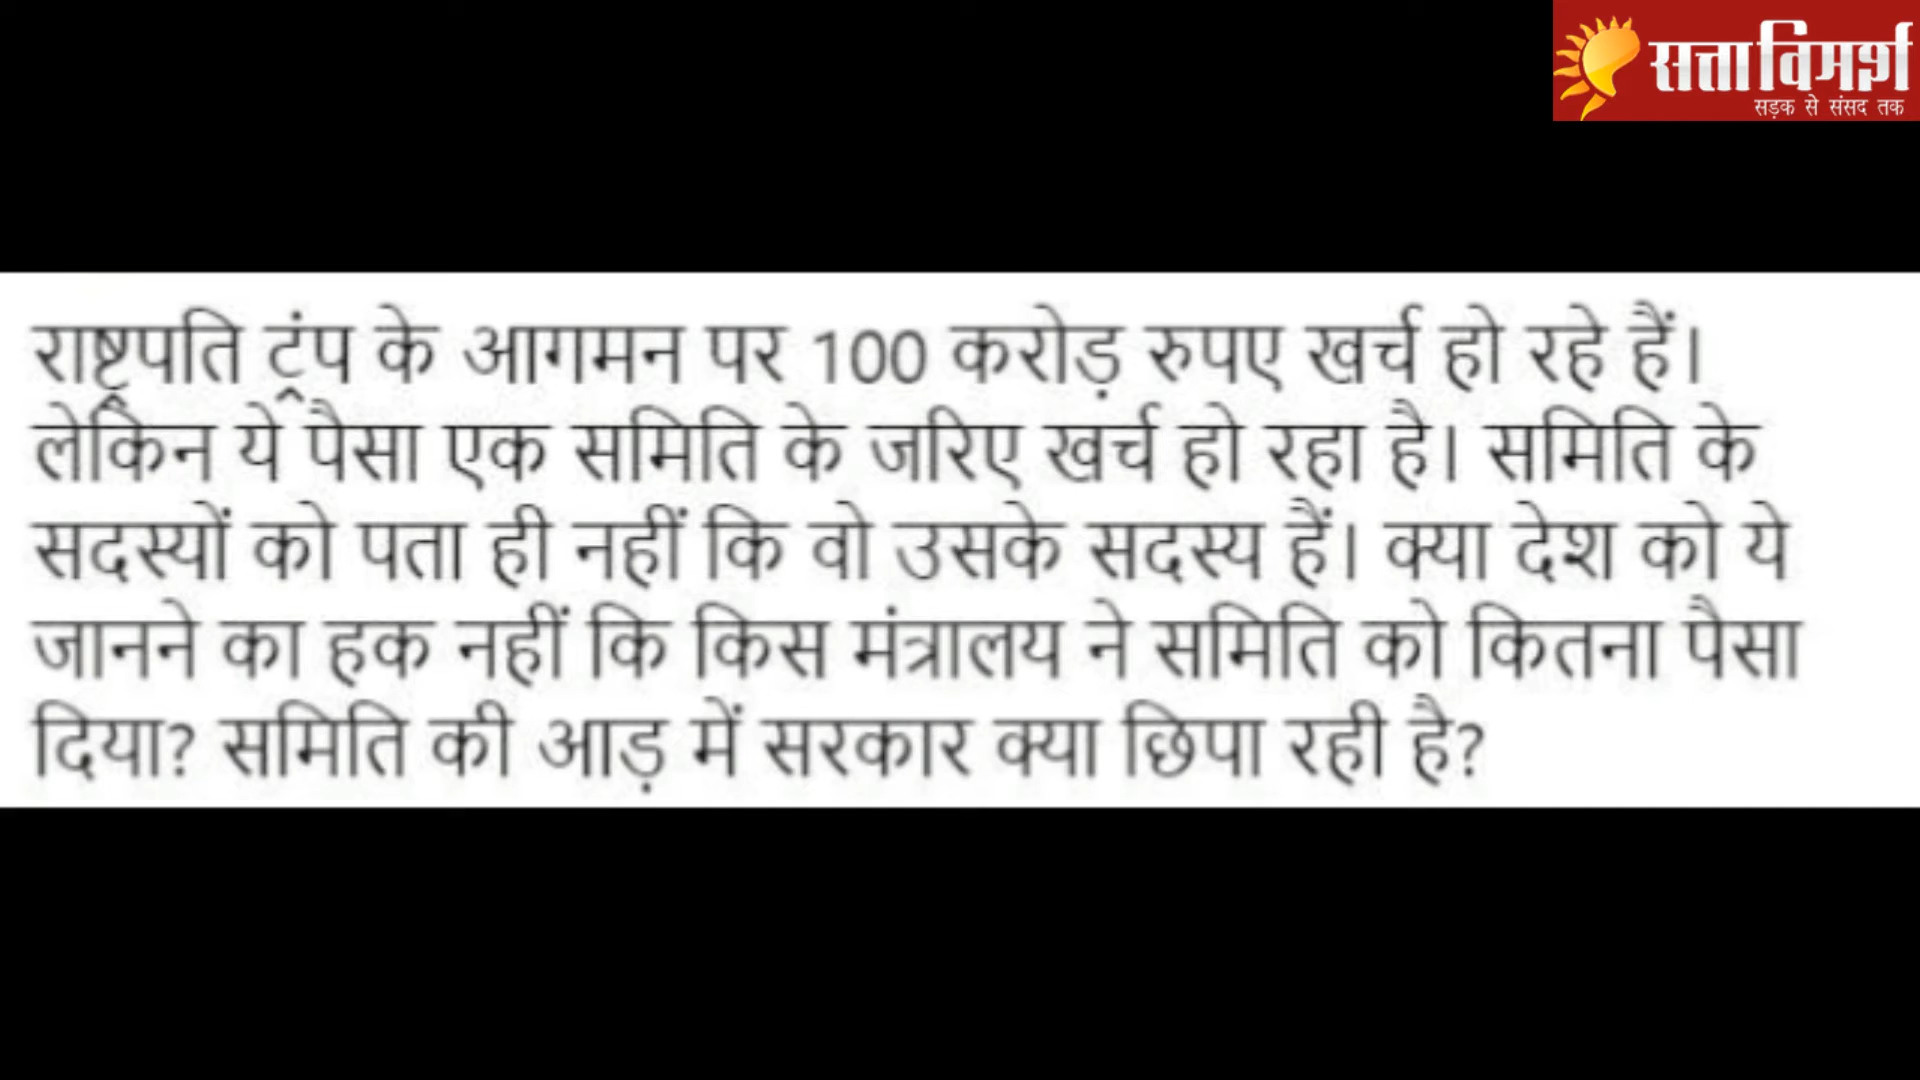 सत्ता विमर्श
सड़क से संसद तक
राष्ट्रपति ट्रंप के आगमन पर 100 करोड़ रुपए खर्च हो रहे हैं।
लेकिन ये पैसा एक समिति के जरिए खर्च हो रहा है। समिति के
सदस्यों को पता ही नहीं कि वो उसके सदस्य हैं। क्या देश को ये
जानने का हक नहीं कि किस मंत्रालय ने समिति को कितना पैसा
दिया? समिति की आड़ में सरकार क्या छिपा रही है?